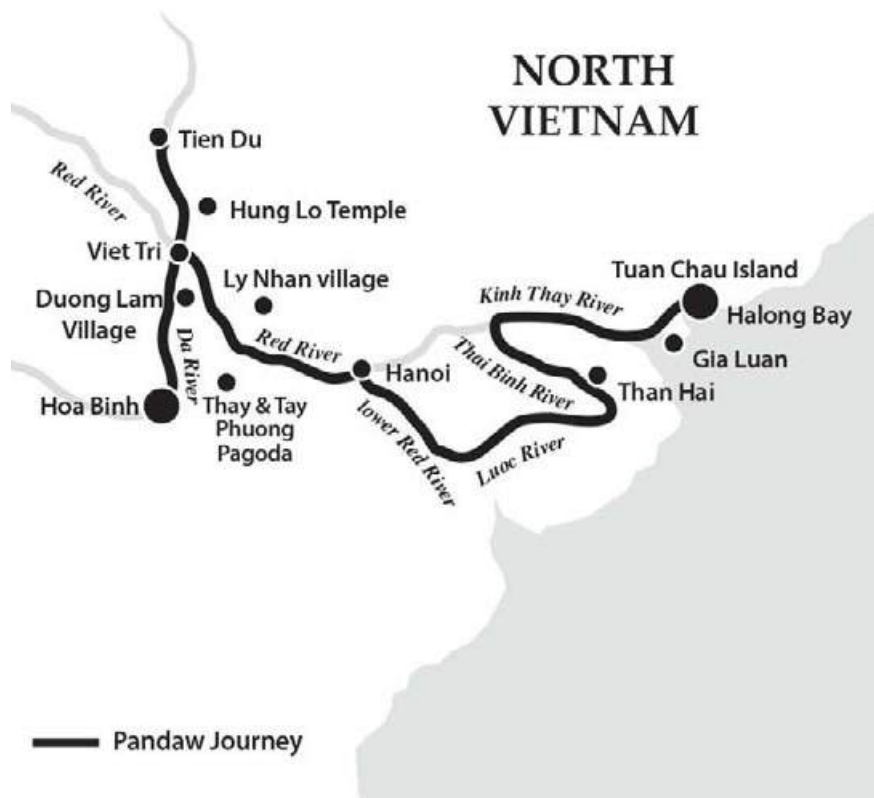 NORTH
VIETNAM
Tien Du
Red River
Hung Lo Temple
Viet Tri
Ly Nhan village
Tuan Chau Island
Kinh Thay River
Halong Bay
Duong Lam
Village
Da River
Red River
Gia Luan
Hanoi
Thai Binh River
Than Hai
Hoa Binh
Thay & Tay
Phuong
Pagoda
lower Red River
Luoc River
Pandaw Journey